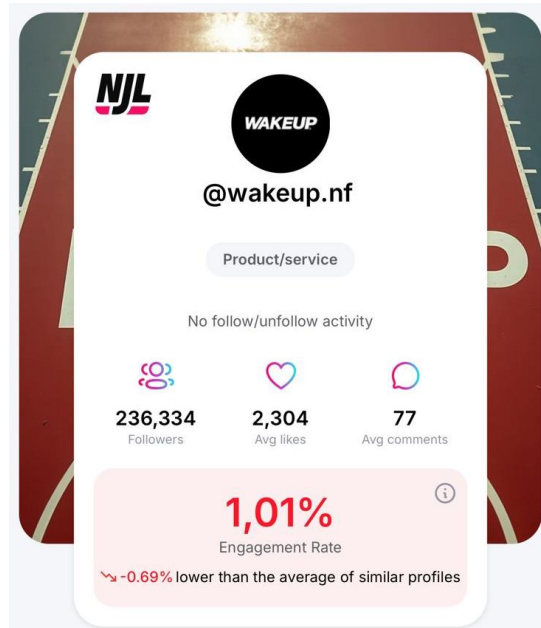 NJL
WAKEUP
@wakeup.nf
Product/service
No follow/unfollow activity
236,334 2,304 77
Followers Avg likes Avg comments
1,01%
Engagement Rate
-0.69% lower than the average of similar profiles